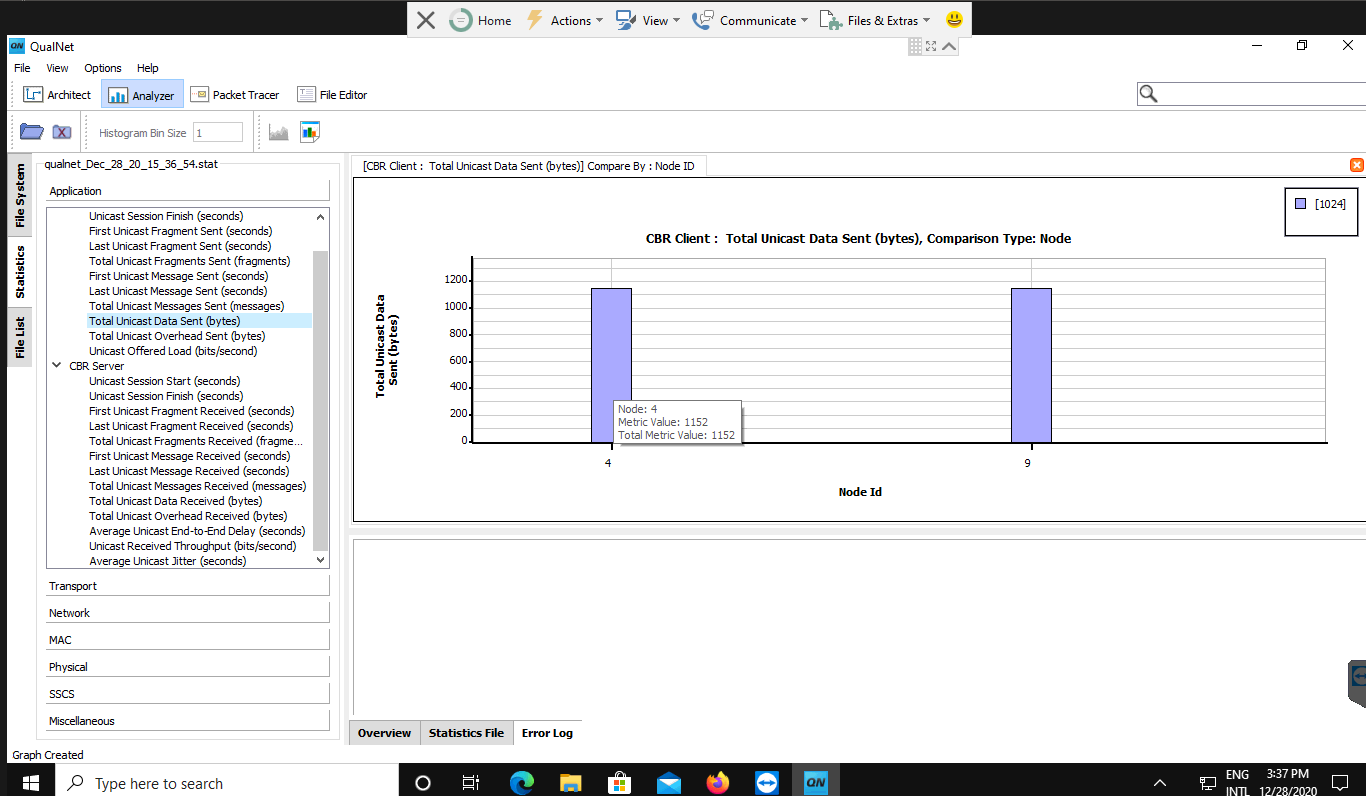 Home
Actions
View
Communicate
Files & Extras
QN QualNet
File View Options Help
Architect
Analyzer
Packet Tracer
File Editor
Histogram Bin Size 1
File System
Statistics
File List
qualnet_Dec_28_20_15_36_54.stat
Application
Unicast Session Finish (seconds)
First Unicast Fragment Sent (seconds)
Last Unicast Fragment Sent (seconds)
Total Unicast Fragments Sent (fragments)
First Unicast Message Sent (seconds)
Last Unicast Message Sent (seconds)
Total Unicast Messages Sent (messages)
Total Unicast Data Sent (bytes)
Total Unicast Overhead Sent (bytes)
Unicast Offered Load (bits/second)
CBR Server
Unicast Session Start (seconds)
Unicast Session Finish (seconds)
First Unicast Fragment Received (seconds)
Last Unicast Fragment Received (seconds)
Total Unicast Fragments Received (fragme...
First Unicast Message Received (seconds)
Last Unicast Message Received (seconds)
Total Unicast Messages Received (messages)
Total Unicast Data Received (bytes)
Total Unicast Overhead Received (bytes)
Average Unicast End-to-End Delay (seconds)
Unicast Received Throughput (bits/second)
Average Unicast Jitter (seconds)
Transport
Network
MAC
Physical
SSCS
Miscellaneous
[CBR Client : Total Unicast Data Sent (bytes)] Compare By : Node ID
[1024]
CBR Client : Total Unicast Data Sent (bytes), Comparison Type: Node
Total Unicast Data
Sent (bytes)
1200
1000
800
600
400
200
0
Node: 4
Metric Value: 1152
Total Metric Value: 1152
4
9
Node Id
Overview
Statistics File
Error Log
Graph Created
Type here to search
QN
ENG
INTL
3:37 PM
12/28/2020